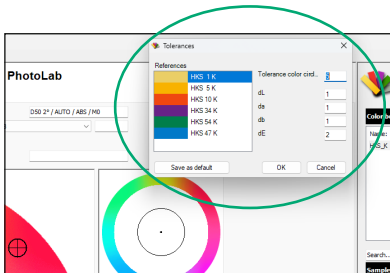 Tolerances
References
HKS 1 K
HKS 5 K
HKS 10 K
HKS 34 K
HKS 54 K
HKS 47 K
Tolerance color cird...
dL 1
da 1
db 1
dE 2
Save as default
OK
Cancel
PhotoLab
D50 2° / AUTO / ABS / M0
Name:
HKS_K
Search
Sample